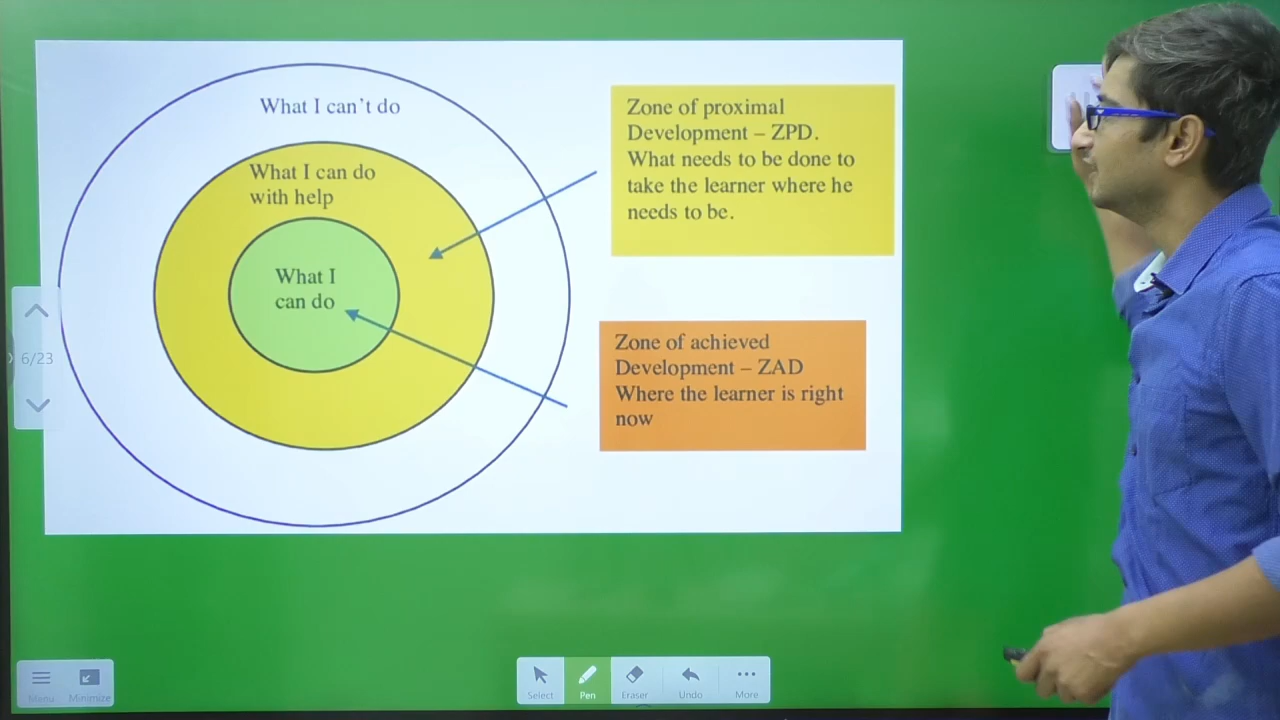 What I can't do
What I can do
with help
What I
can do
Zone of proximal
Development – ZPD.
What needs to be done to
take the learner where he
needs to be.
Zone of achieved
Development – ZAD
Where the learner is right
now
6/23
Menu
Minimize
Select
Pen
Eraser
Undo
More